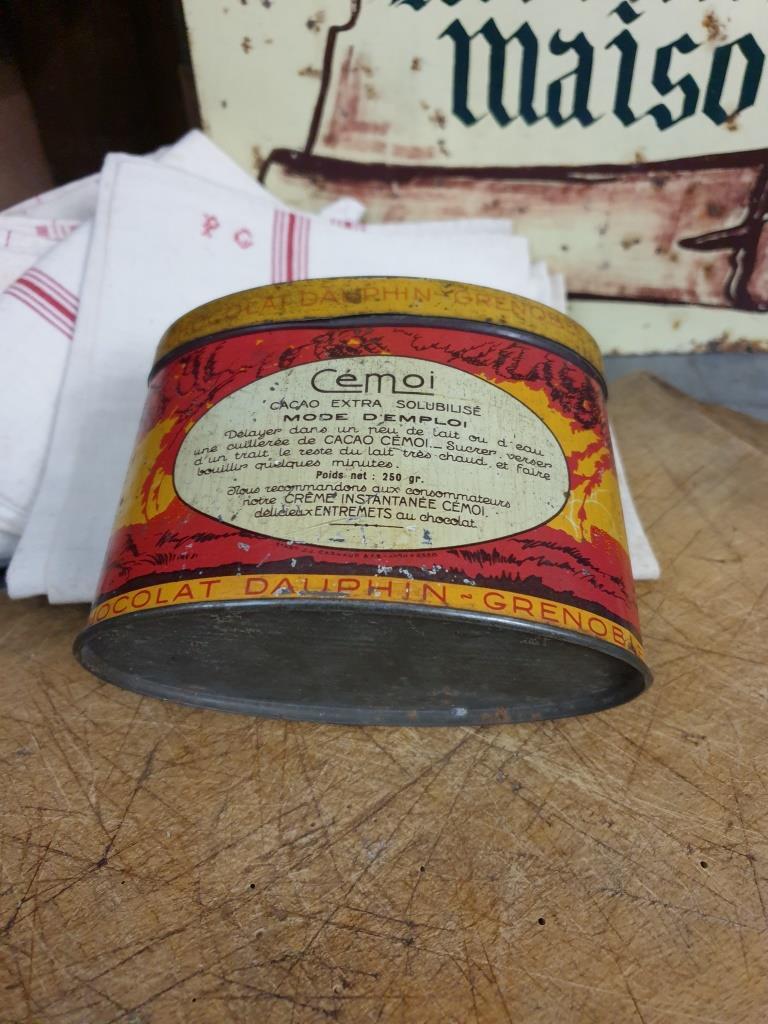 maiso
P G
CHOCOLAT DAUPHIN - GRENOBLE
Cémoi
CACAO EXTRA SOLUBILISÉ
MODE D'EMPLOI
Délayer dans un peu de lait ou d'eau
une cuillerée de CACAO CÉMOI._ Sucrer, verser
d'un trait le reste du lait très chaud, et faire
bouillir quelques minutes.
Poids net : 250 gr.
Nous recommandons aux consommateurs
notre CRÈME INSTANTANÉE CÉMOI,
délicieux ENTREMETS au chocolat
HOCOLAT DAUPHIN ~ GRENOB